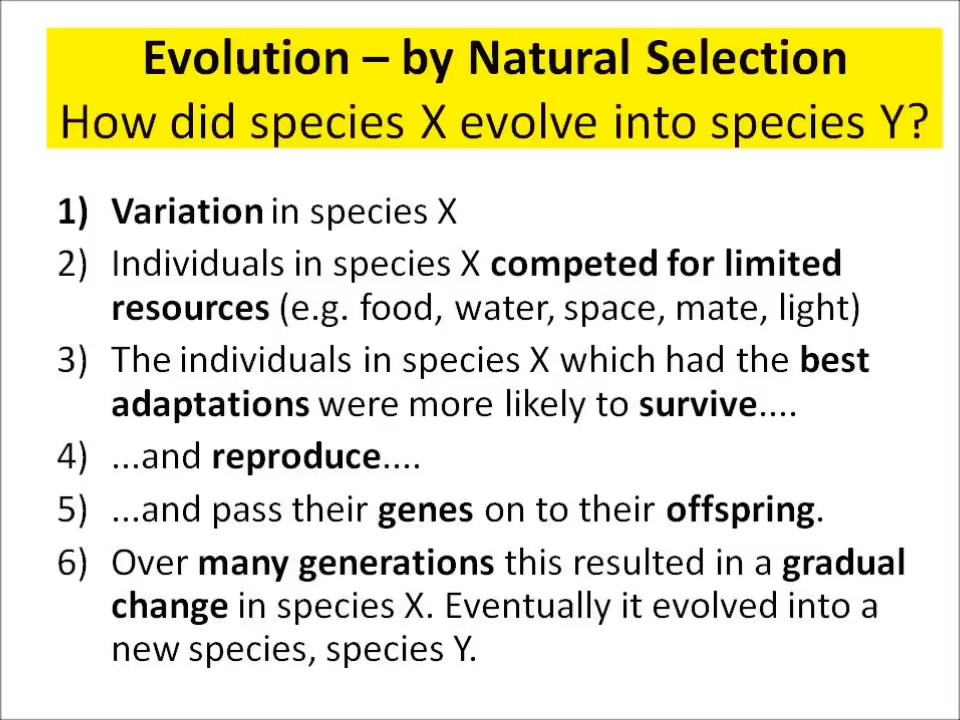 Evolution – by Natural Selection
How did species X evolve into species Y?
1) Variation in species X
2) Individuals in species X competed for limited
resources (e.g. food, water, space, mate, light)
3) The individuals in species X which had the best
adaptations were more likely to survive....
4) ...and reproduce....
5) ...and pass their genes on to their offspring.
6) Over many generations this resulted in a gradual
change in species X. Eventually it evolved into a
new species, species Y.